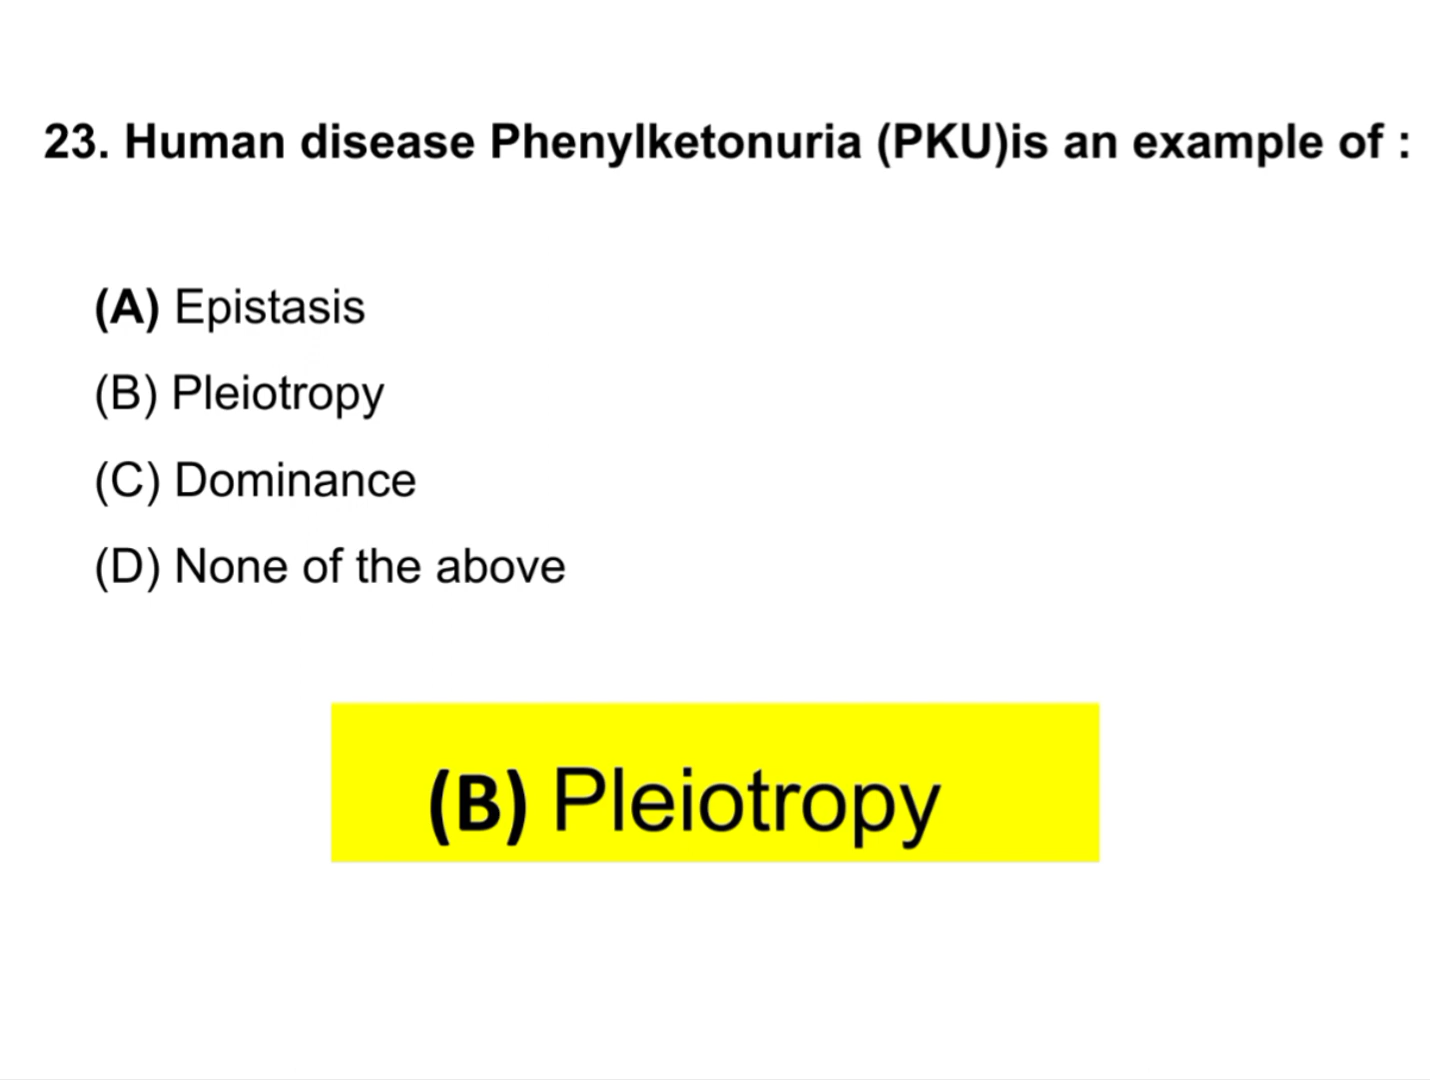 23. Human disease Phenylketonuria (PKU)is an example of :
(A) Epistasis
(B) Pleiotropy
(C) Dominance
(D) None of the above
(B) Pleiotropy